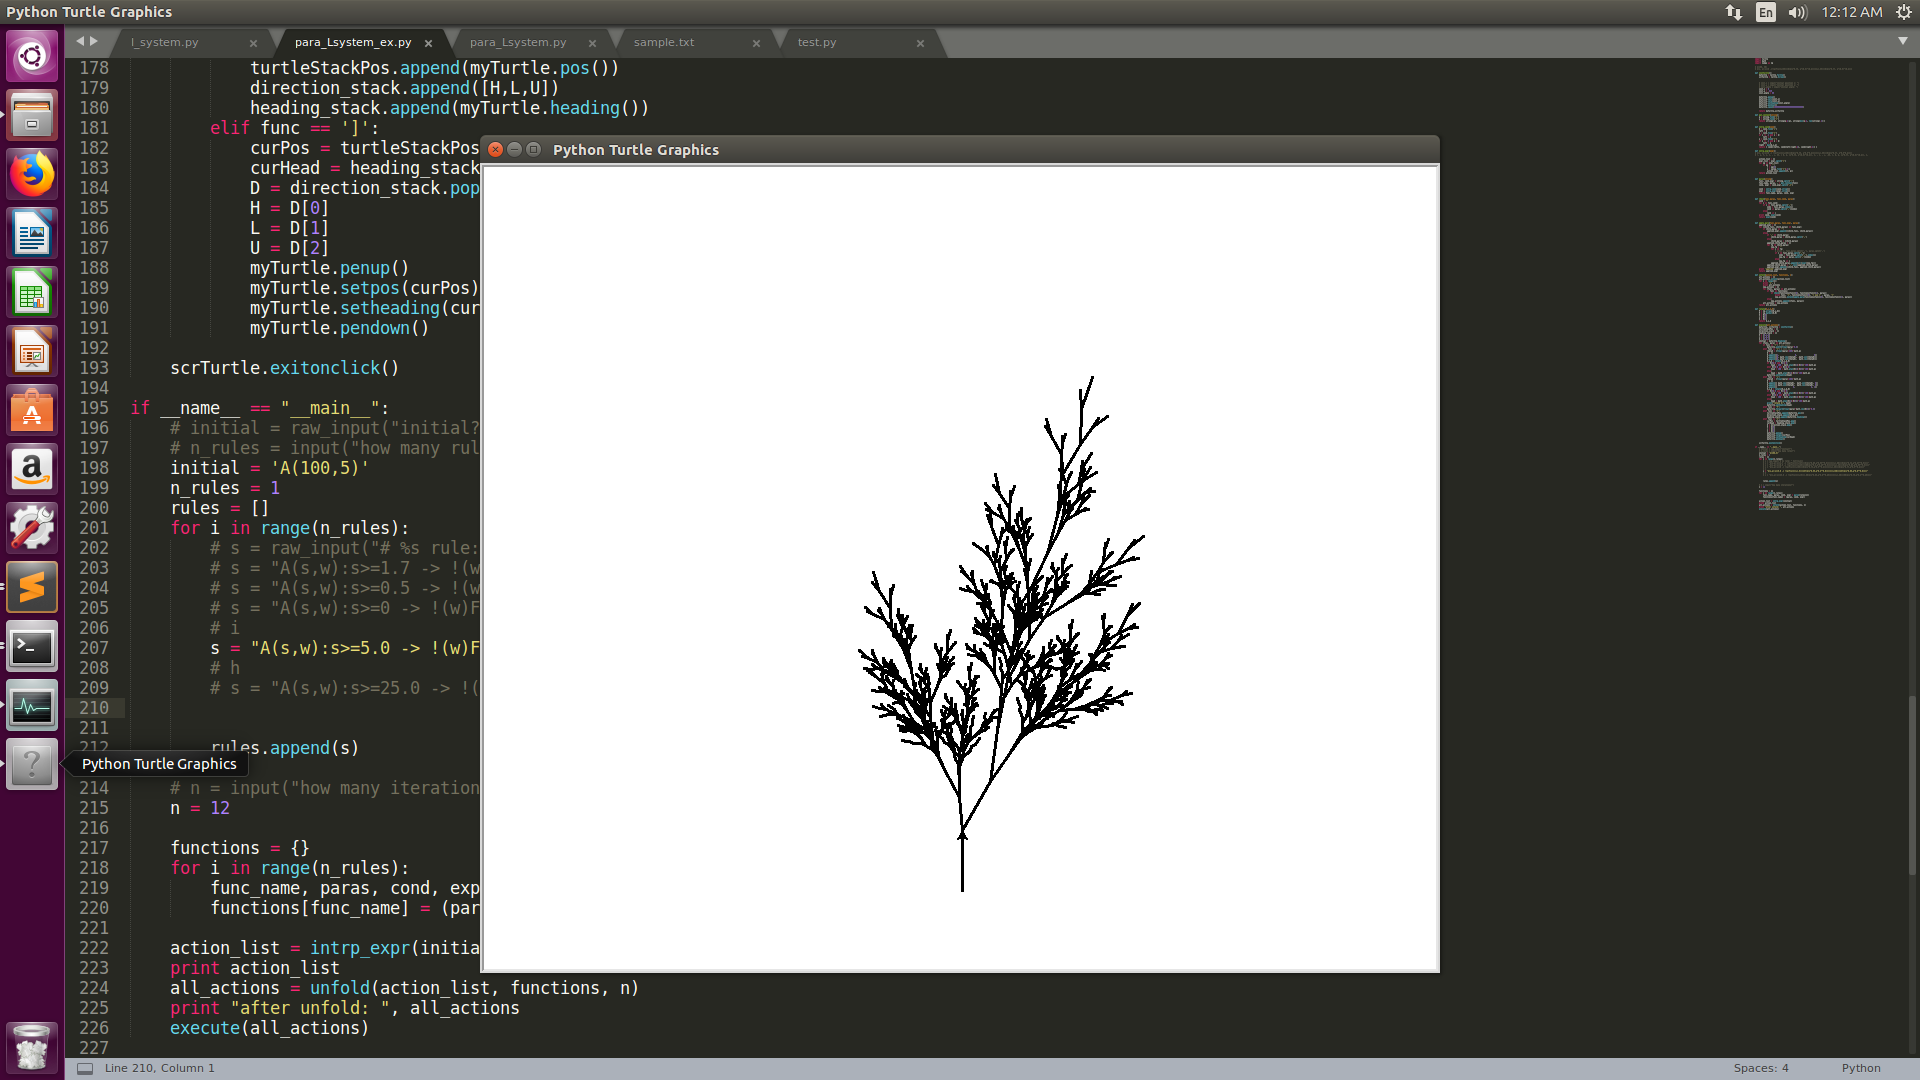 Python Turtle Graphics
En
12:12 AM
l_system.py
para_Lsystem_ex.py
para_Lsystem.py
sample.txt
test.py
178 turtleStackPos.append(myTurtle.pos())
179 direction_stack.append([H,L,U])
180 heading_stack.append(myTurtle.heading())
181 elif func == ']':
182 curPos = turtleStackPos
183 curHead = heading_stack
184 D = direction_stack.pop
185 H = D[0]
186 L = D[1]
187 U = D[2]
188 myTurtle.penup()
189 myTurtle.setpos(curPos)
190 myTurtle.setheading(cur
191 myTurtle.pendown()
192
193 scrTurtle.exitonclick()
194
195 if __name__ == "__main__":
196 # initial = raw_input("initial?
197 # n_rules = input("how many rul
198 initial = 'A(100,5)'
199 n_rules = 1
200 rules = []
201 for i in range(n_rules):
202 # s = raw_input("# %s rule:
203 # s = "A(s,w):s>=1.7 -> !(w
204 # s = "A(s,w):s>=0.5 -> !(w
205 # s = "A(s,w):s>=0 -> !(w)F
206 # i
207 s = "A(s,w):s>=5.0 -> !(w)F
208 # h
209 # s = "A(s,w):s>=25.0 -> !(
210
211
212 rules.append(s)
Python Turtle Graphics
214 # n = input("how many iteration
215 n = 12
216
217 functions = {}
218 for i in range(n_rules):
219 func_name, paras, cond, exp
220 functions[func_name] = (par
221
222 action_list = intrp_expr(initia
223 print action_list
224 all_actions = unfold(action_list, functions, n)
225 print "after unfold: ", all_actions
226 execute(all_actions)
227
Python Turtle Graphics
Line 210, Column 1
Spaces: 4
Python